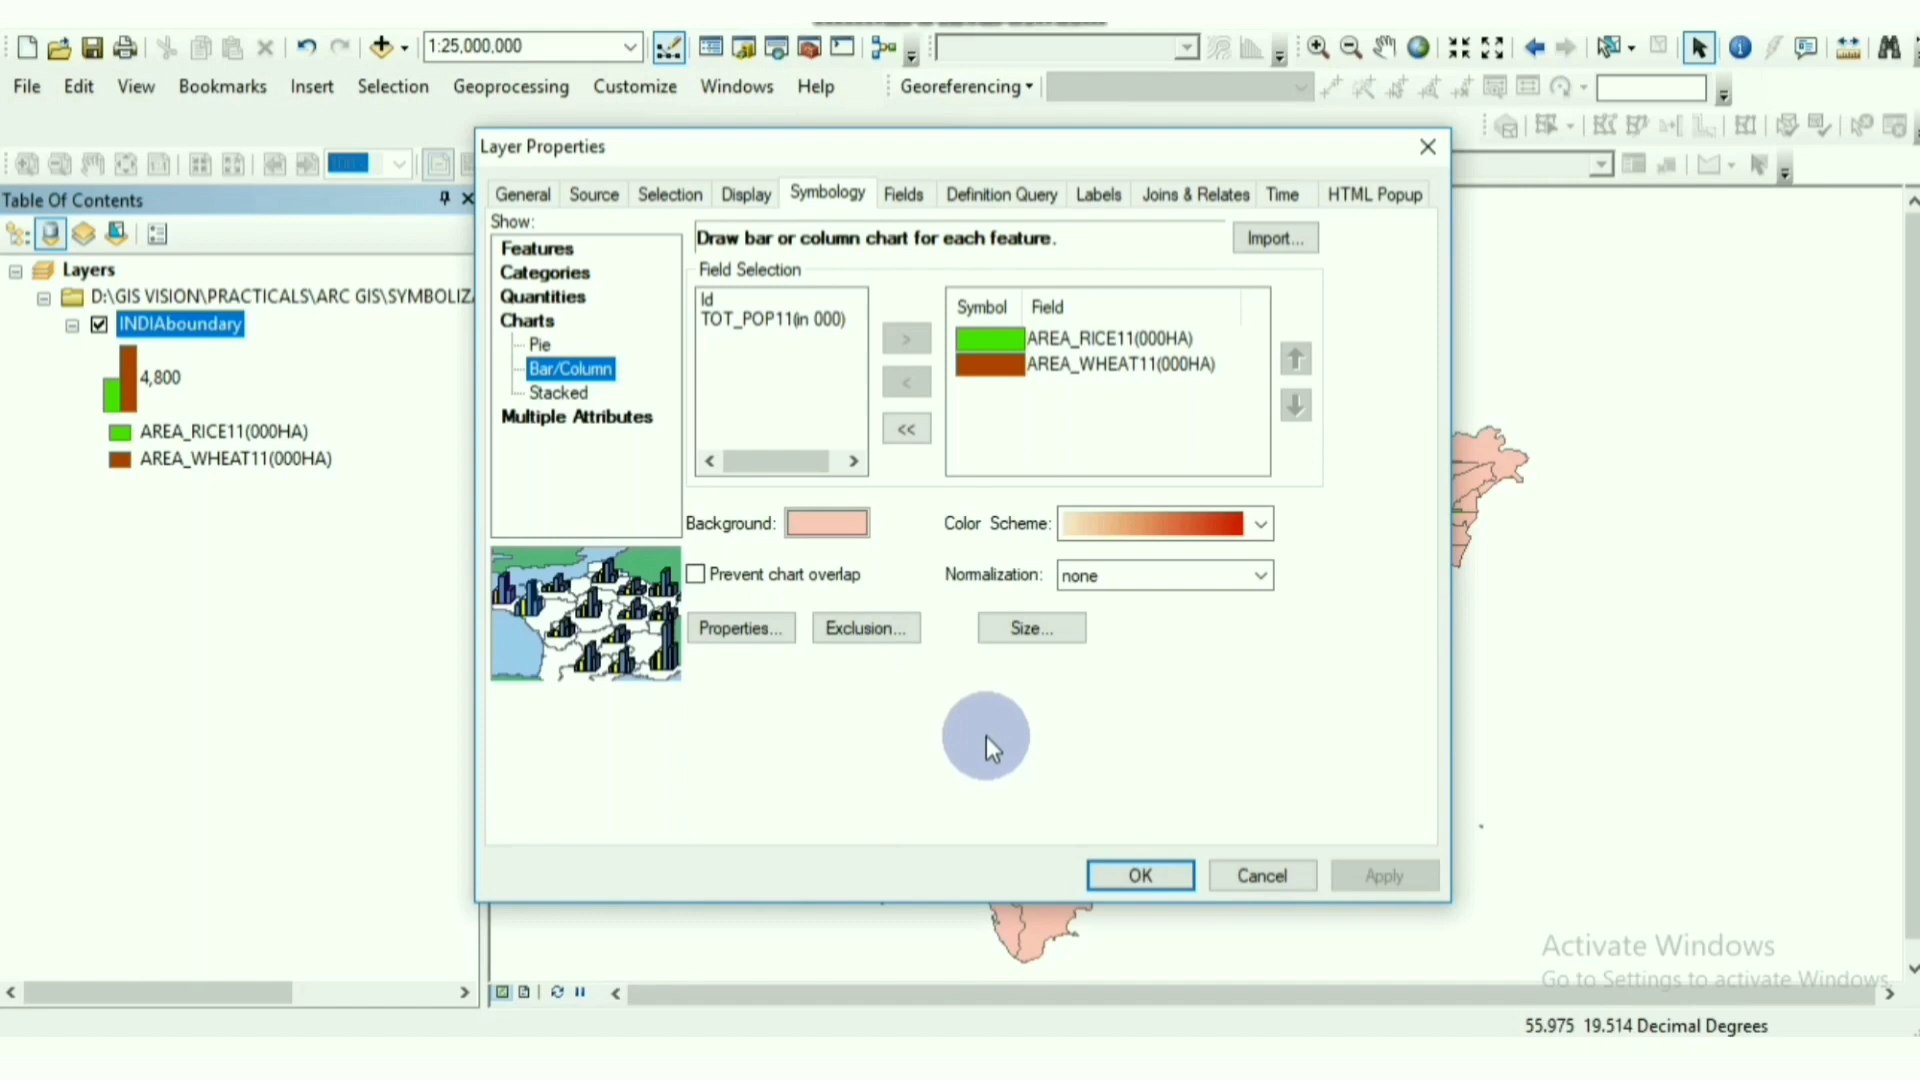 1:25,000,000
File Edit View Bookmarks Insert Selection Geoprocessing Customize Windows Help Georeferencing
Layer Properties
Table Of Contents
General Source Selection Display Symbology Fields Definition Query Labels Joins & Relates Time HTML Popup
Show:
Features
Categories
Quantities
Charts
Pie
Bar/Column
Stacked
Multiple Attributes
Draw bar or column chart for each feature.
Import...
Field Selection
Id
TOT_POP11(in 000)
>
<
<<
Symbol Field
AREA_RICE11(000HA)
AREA_WHEAT11(000HA)
Background:
Color Scheme:
Prevent chart overlap
Normalization: none
Properties...
Exclusion...
Size...
OK
Cancel
Apply
Layers
D:\GIS VISION\PRACTICALS\ARC GIS\SYMBOLIZ
INDIAboundary
4,800
AREA_RICE11(000HA)
AREA_WHEAT11(000HA)
Activate Windows
Go to Settings to activate Windows.
55.975 19.514 Decimal Degrees